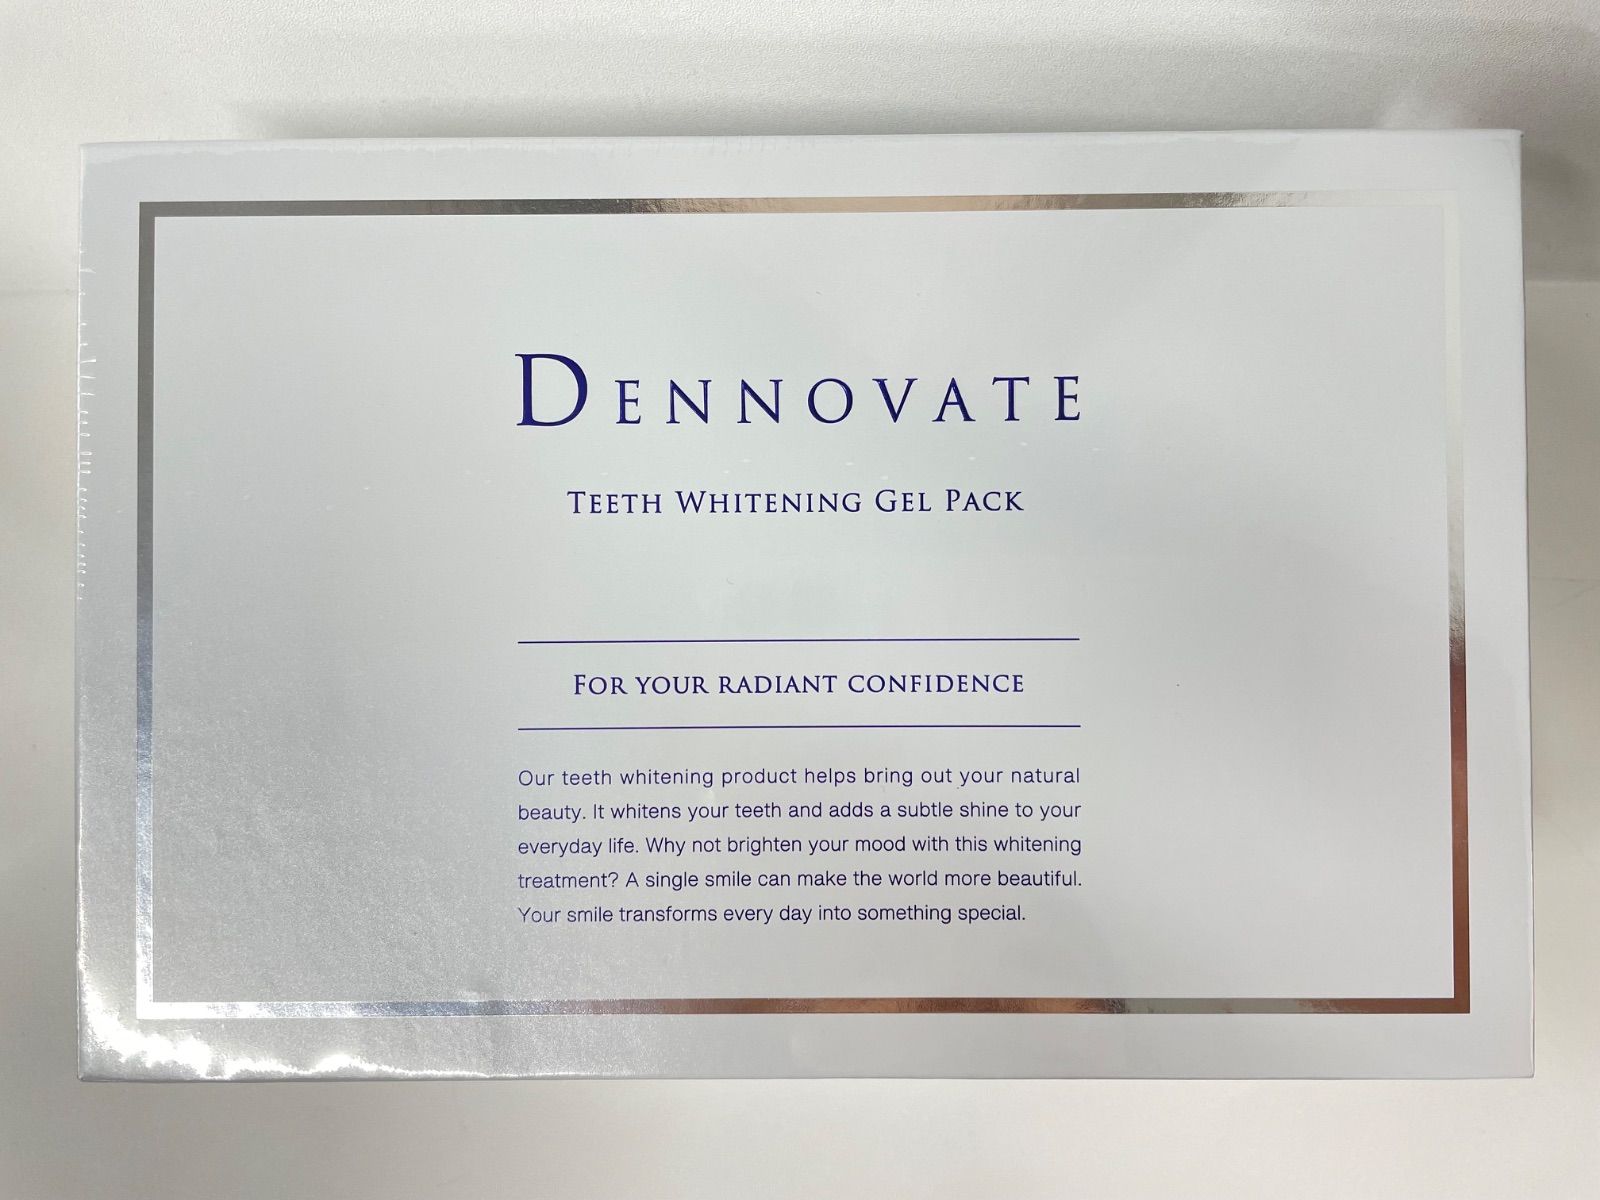 DENNOVATE
TEETH WHITENING GEL PACK
FOR YOUR RADIANT CONFIDENCE
Our teeth whitening product helps bring out your natural
beauty. It whitens your teeth and adds a subtle shine to your
everyday life. Why not brighten your mood with this whitening
treatment? A single smile can make the world more beautiful.
Your smile transforms every day into something special.